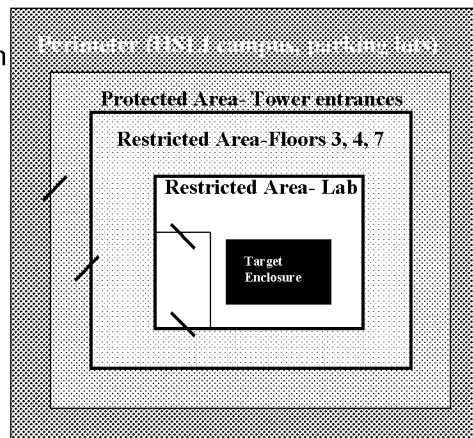 Perimeter (HSLI campus, parking lots)
n
Protected Area- Tower entrances
Restricted Area-Floors 3, 4, 7
Restricted Area- Lab
Target
Enclosure